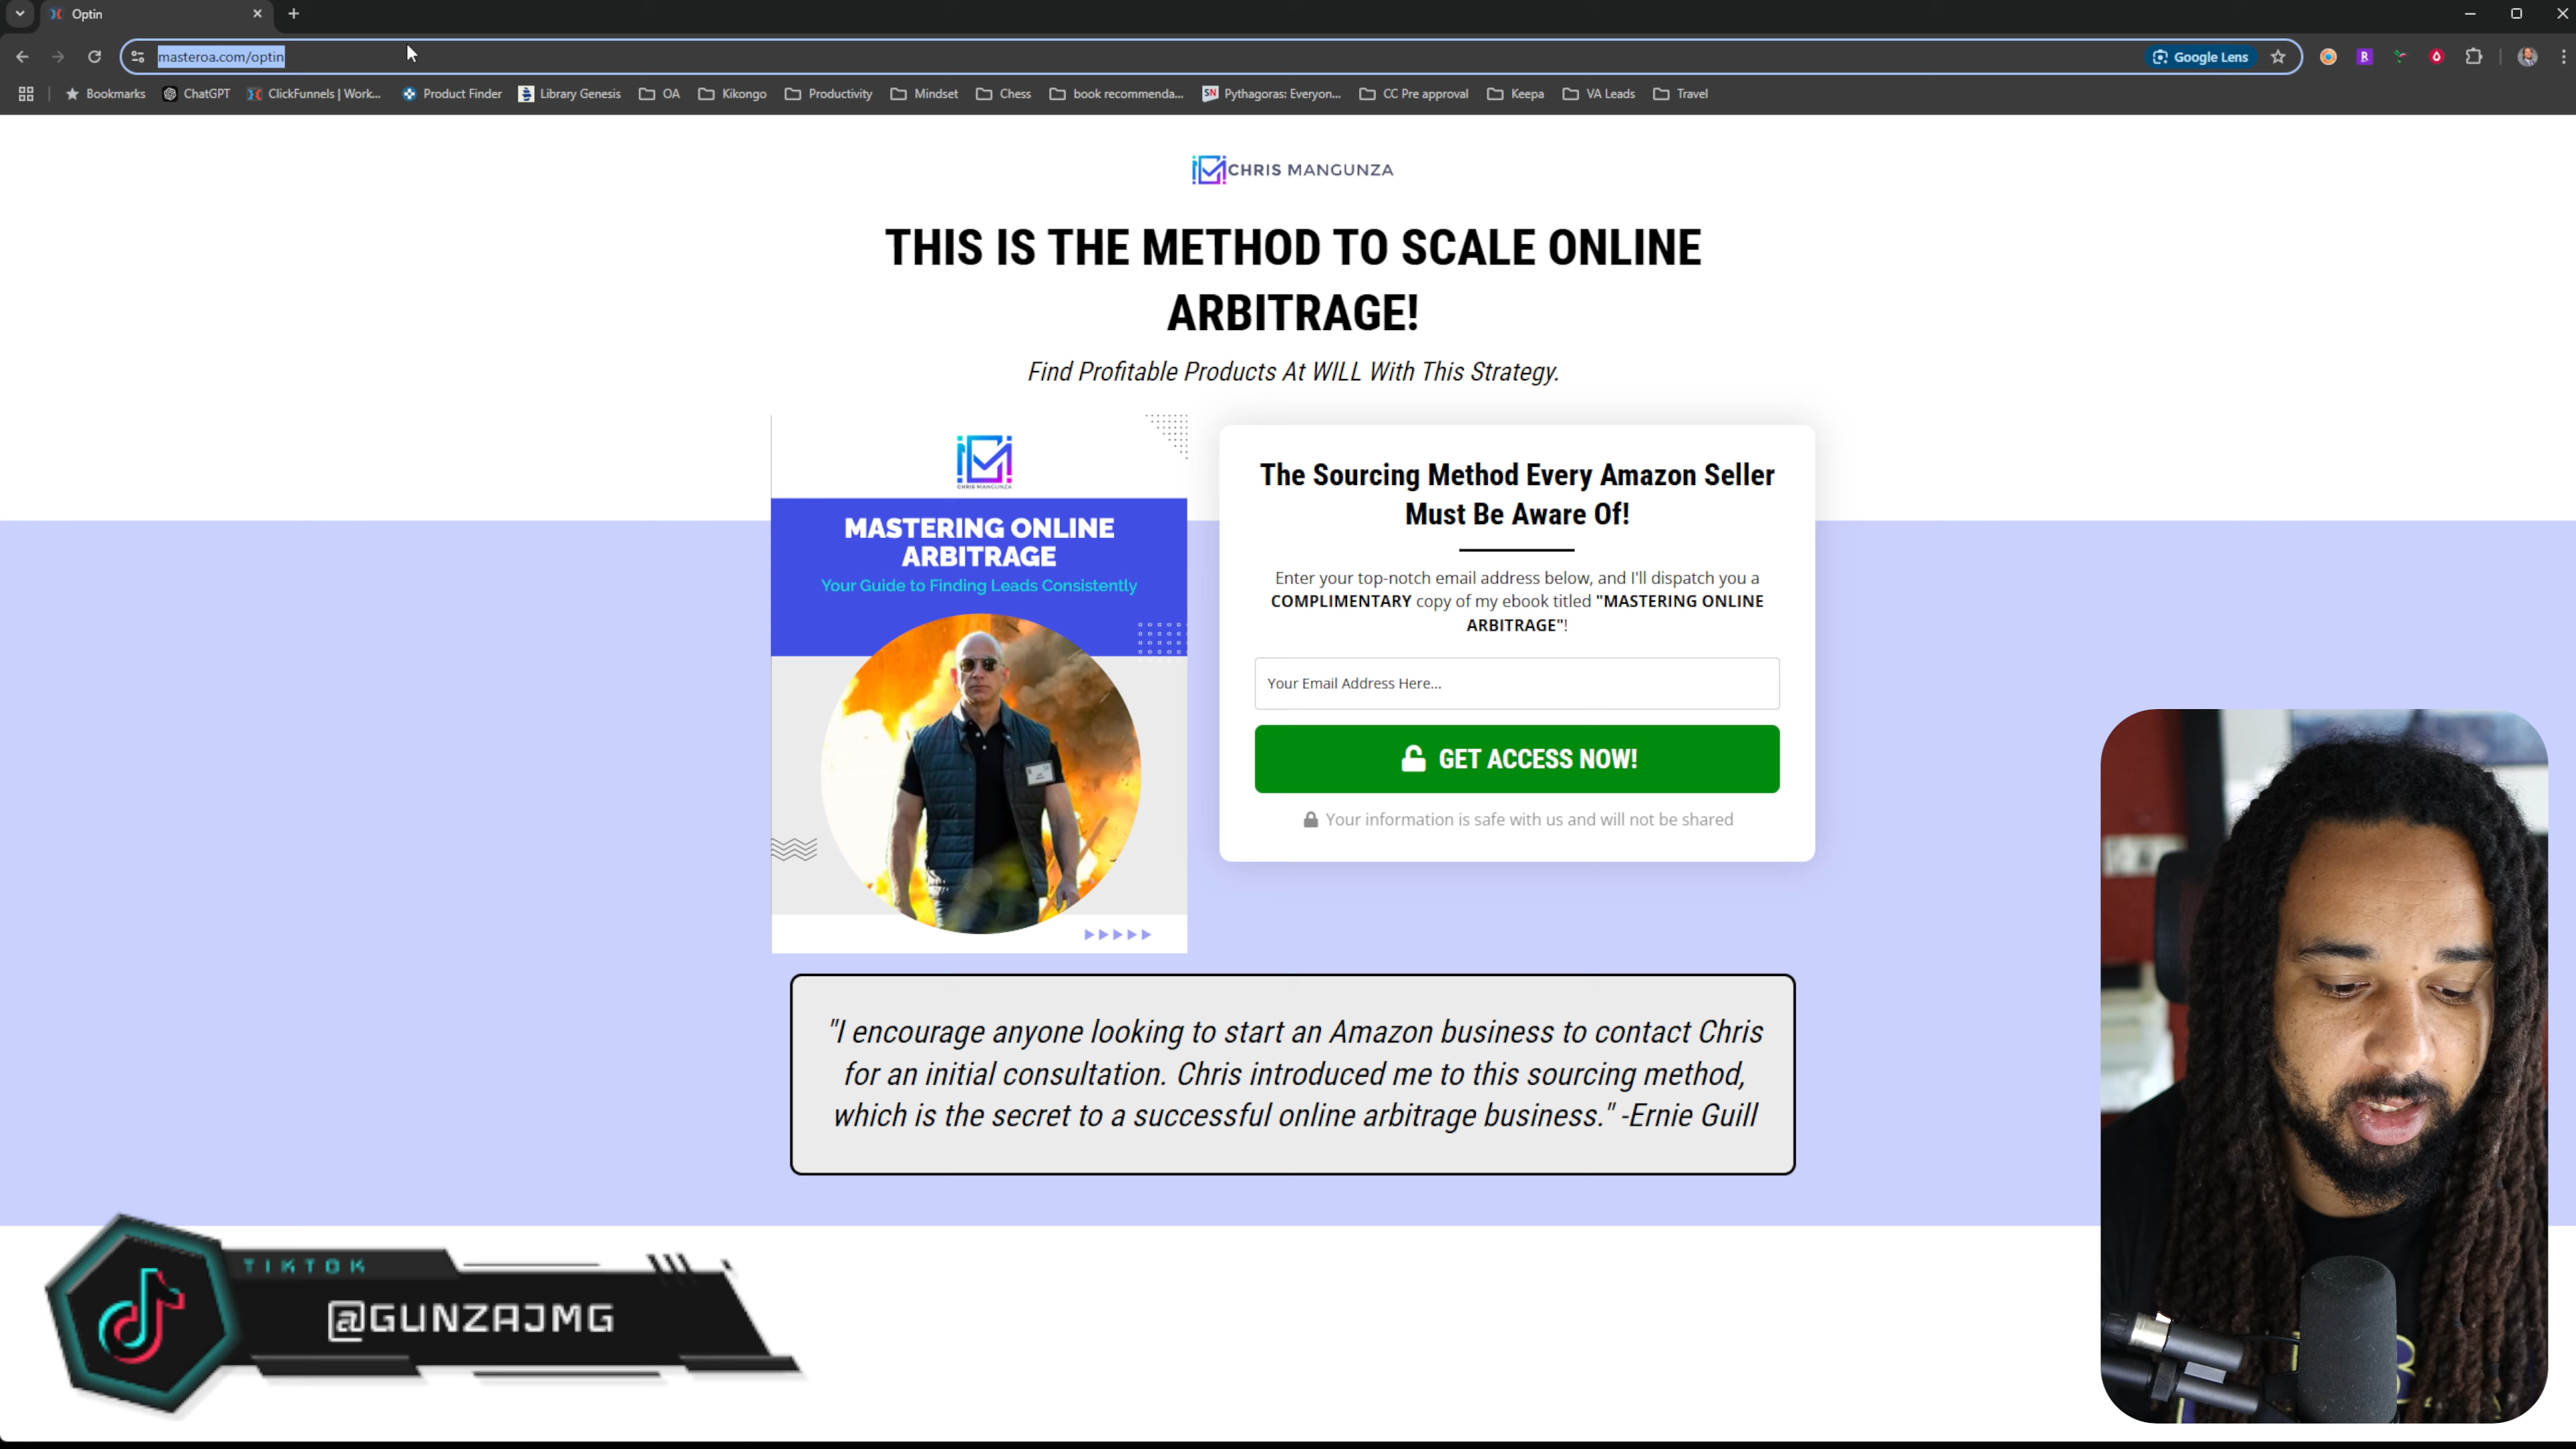 Optin
masteroa.com/optin
Google Lens
Bookmarks
ChatGPT
ClickFunnels | Work...
Product Finder
Library Genesis
OA
Kikongo
Productivity
Mindset
Chess
book recommenda...
SN
Pythagoras: Everyon...
CC Pre approval
Keepa
VA Leads
Travel
CHRIS MANGUNZA
THIS IS THE METHOD TO SCALE ONLINE
ARBITRAGE!
Find Profitable Products At WILL With This Strategy.
CHRIS MANGUNZA
MASTERING ONLINE
ARBITRAGE
Your Guide to Finding Leads Consistently
The Sourcing Method Every Amazon Seller
Must Be Aware Of!
Enter your top-notch email address below, and I'll dispatch you a
COMPLIMENTARY copy of my ebook titled "MASTERING ONLINE
ARBITRAGE"!
Your Email Address Here...
GET ACCESS NOW!
Your information is safe with us and will not be shared
"I encourage anyone looking to start an Amazon business to contact Chris
for an initial consultation. Chris introduced me to this sourcing method,
which is the secret to a successful online arbitrage business." -Ernie Guill
TIKTOK
@GUNZAJMG